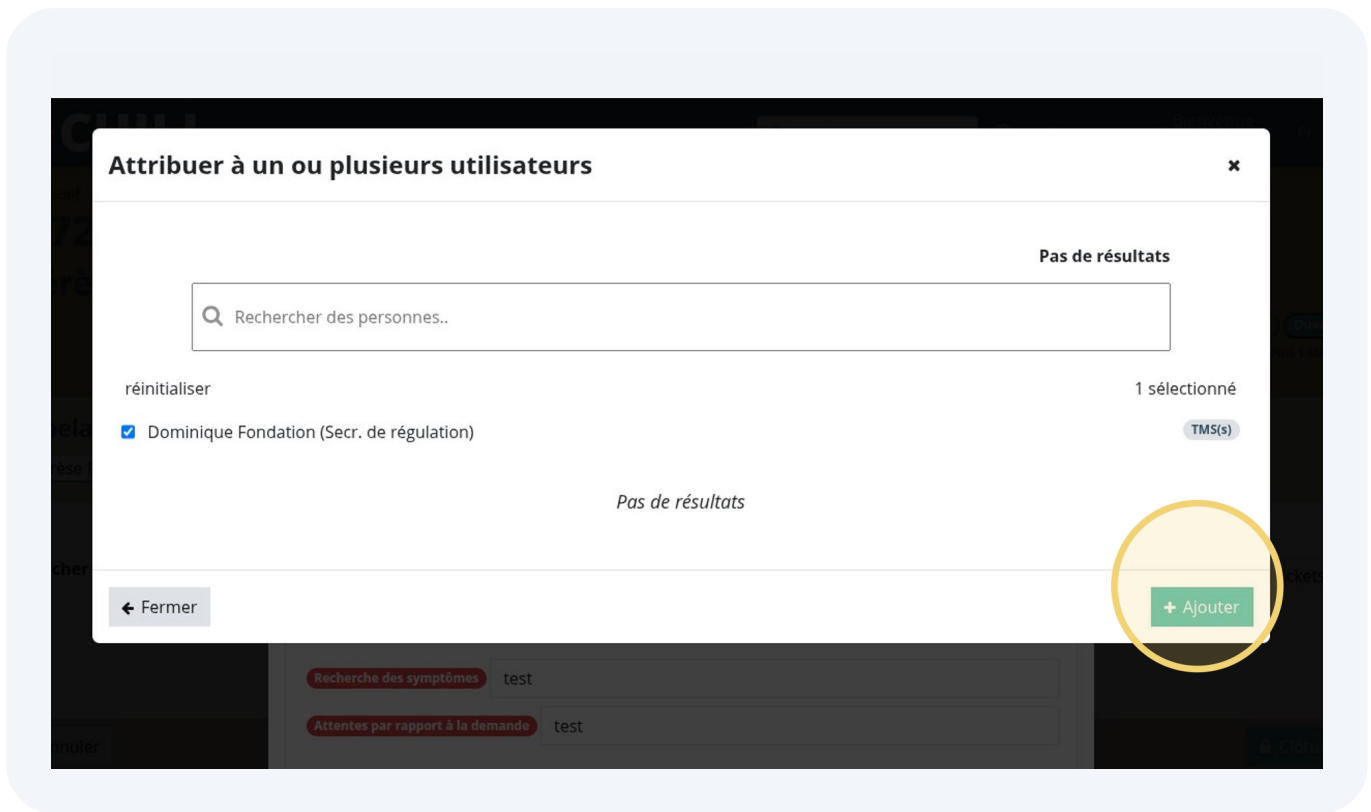 Attribuer à un ou plusieurs utilisateurs
Pas de résultats
Rechercher des personnes..
réinitialiser
1 sélectionné
Dominique Fondation (Secr. de régulation)
TMS(s)
Pas de résultats
Fermer
Ajouter
Recherche des symptômes test
Attentes par rapport à la demande test